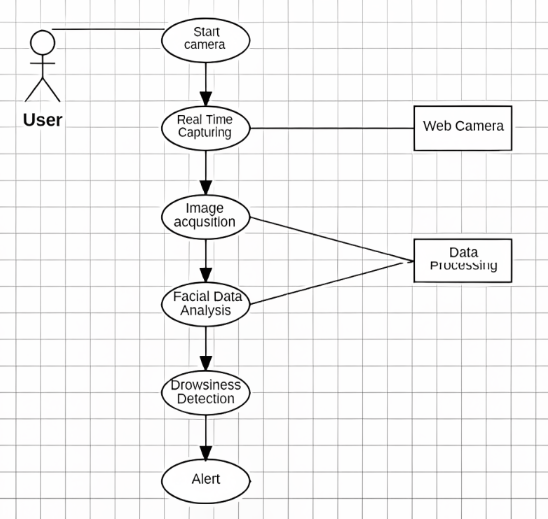 Start
camera
User
Real Time
Capturing
Web Camera
Image
acqusition
Data
Processing
Facial Data
Analysis
Drowsiness
Detection
Alert